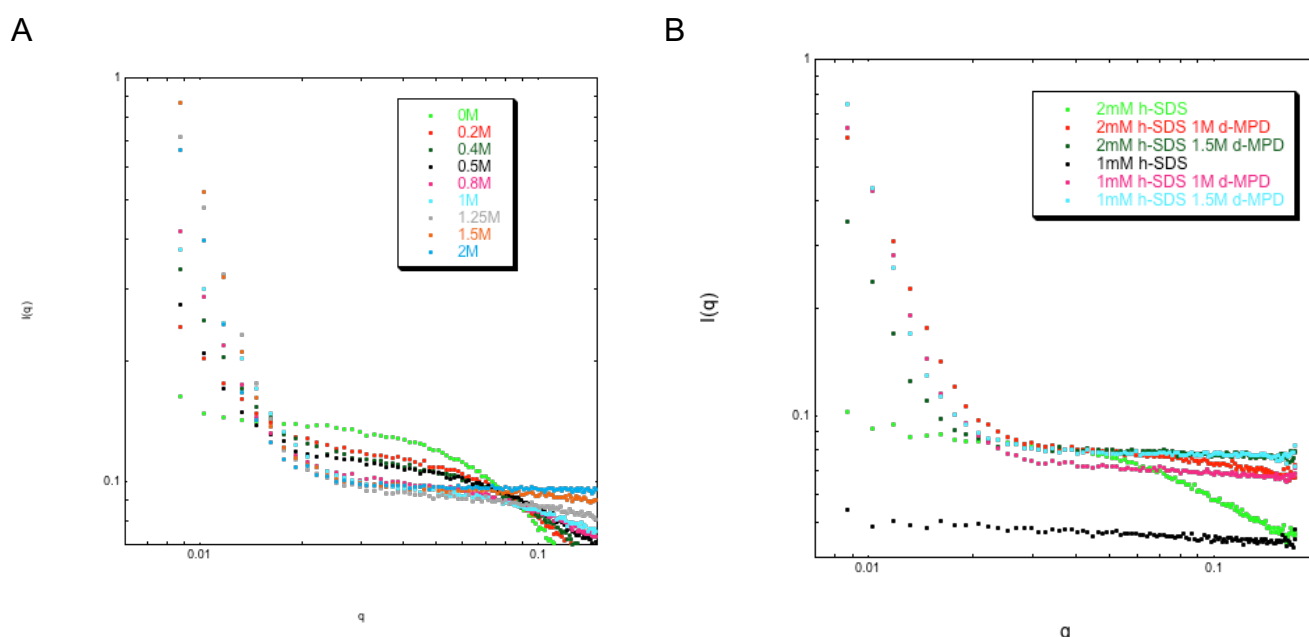 A
B
1
0.1
I(q)
0.01
0.1
q
0M
0.2M
0.4M
0.5M
0.8M
1M
1.25M
1.5M
2M
1
0.1
I(q)
0.01
0.1
q
2mM h-SDS
2mM h-SDS 1M d-MPD
2mM h-SDS 1.5M d-MPD
1mM h-SDS
1mM h-SDS 1M d-MPD
1mM h-SDS 1.5M d-MPD